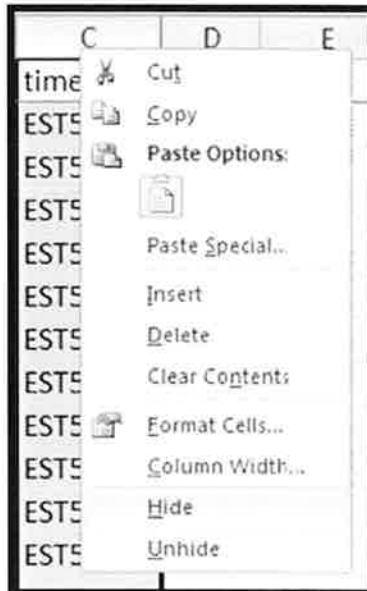 C D E
time
Cut
EST5
Copy
EST5
Paste Options:
EST5
EST5
Paste Special...
EST5
Insert
EST5
Delete
EST5
Clear Contents
EST5
Format Cells...
EST5
Column Width...
EST5
Hide
EST5
Unhide